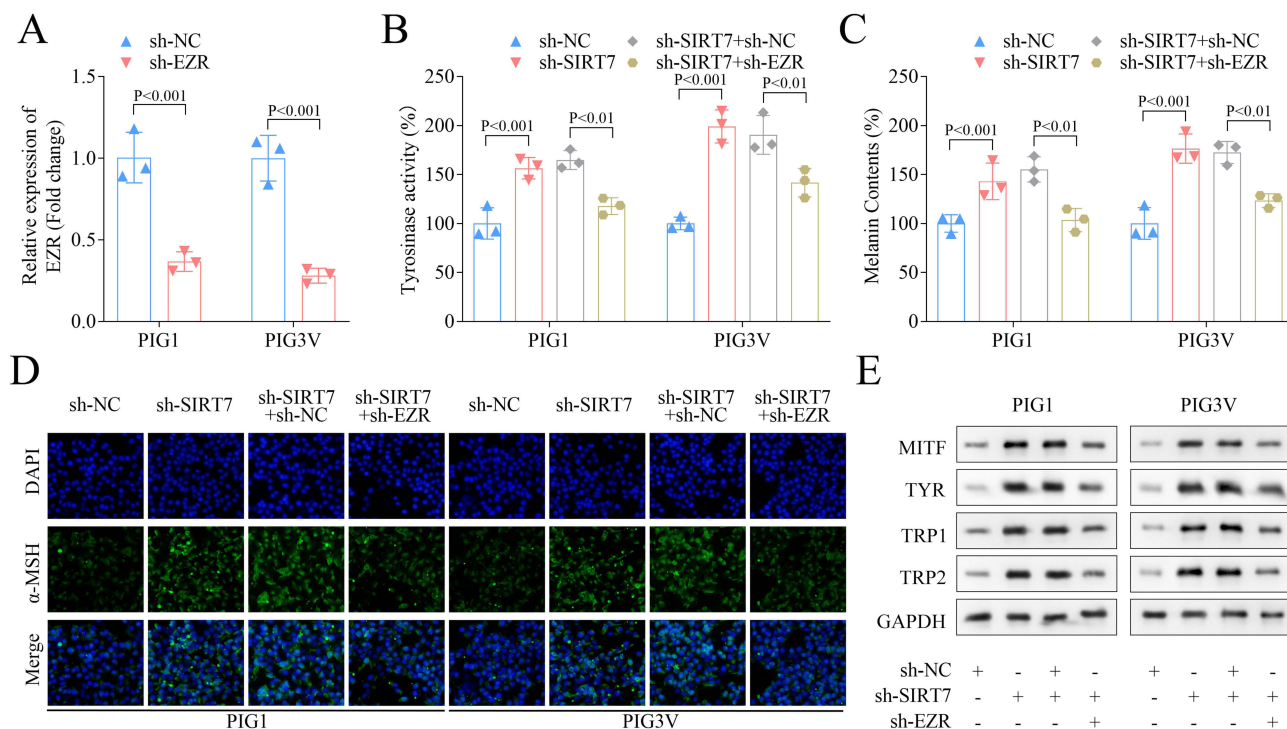 A
sh-NC
sh-EZR
Relative expression of
EZR (Fold change)
1.5
1.0
0.5
0.0
P<0.001
P<0.001
PIG1
PIG3V
B
sh-NC
sh-SIRT7
sh-SIRT7+sh-NC
sh-SIRT7+sh-EZR
Tyrosinase activity (%)
250
200
150
100
50
0
P<0.001
P<0.01
P<0.001
P<0.01
PIG1
PIG3V
C
sh-NC
sh-SIRT7
sh-SIRT7+sh-NC
sh-SIRT7+sh-EZR
Melanin Contents (%)
250
200
150
100
50
0
P<0.001
P<0.01
P<0.001
P<0.01
PIG1
PIG3V
D
sh-NC
sh-SIRT7
sh-SIRT7
+sh-NC
sh-SIRT7
+sh-EZR
sh-NC
sh-SIRT7
sh-SIRT7
+sh-NC
sh-SIRT7
+sh-EZR
DAPI
α-MSH
Merge
PIG1
PIG3V
E
PIG1
PIG3V
MITF
TYR
TRP1
TRP2
GAPDH
sh-NC + - + - + - + -
sh-SIRT7 - + + + - + + +
sh-EZR - - - + - - - +